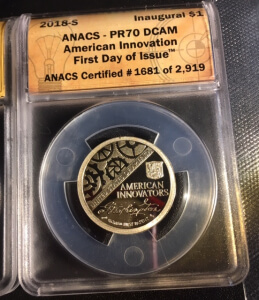 2018-S Inaugural $1
ANACS - PR70 DCAM
American Innovation
First Day of Issue™
ANACS Certified # 1681 of 2,919
AMERICAN
INNOVATORS